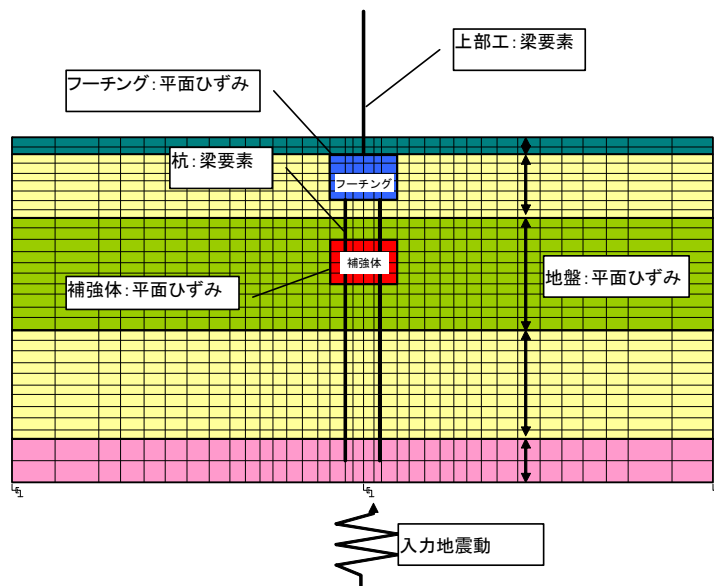 上部工：梁要素
フーチング：平面ひずみ
杭：梁要素
フーチング
補強体
地盤：平面ひずみ
補強体：平面ひずみ
入力地震動